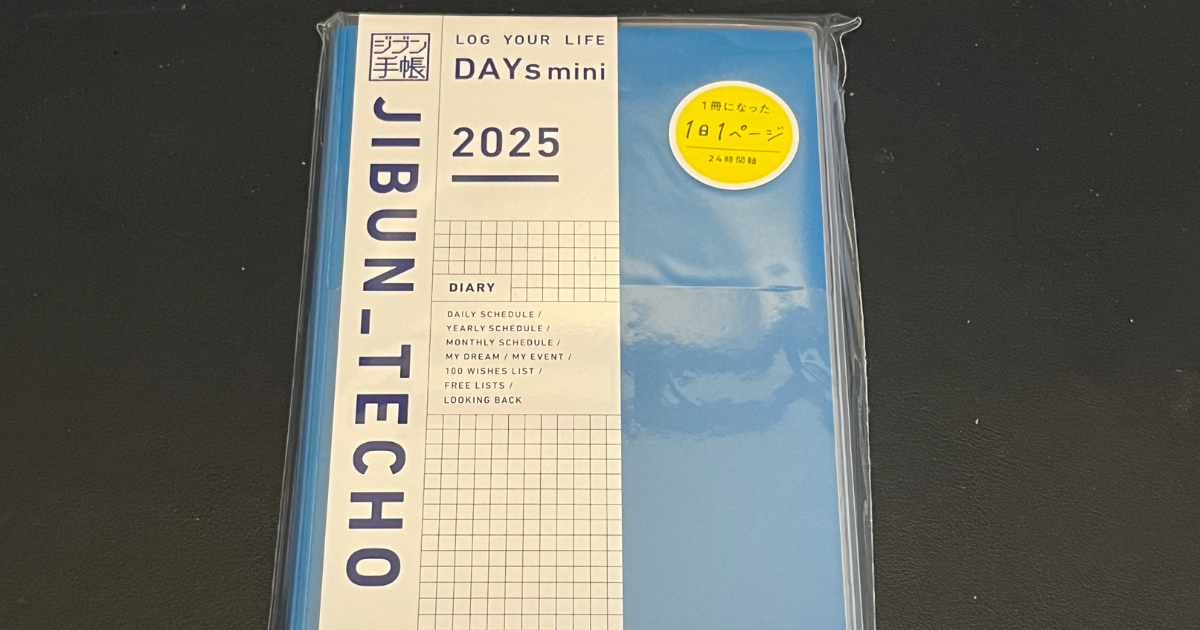 ジブン
手帳
JIBUN_TECHO
LOG YOUR LIFE
DAYs mini
2025
DIARY
DAILY SCHEDULE /
YEARLY SCHEDULE /
MONTHLY SCHEDULE /
MY DREAM / MY EVENT /
100 WISHES LIST /
FREE LISTS /
LOOKING BACK
1冊になった
1日1ページ
24時間軸